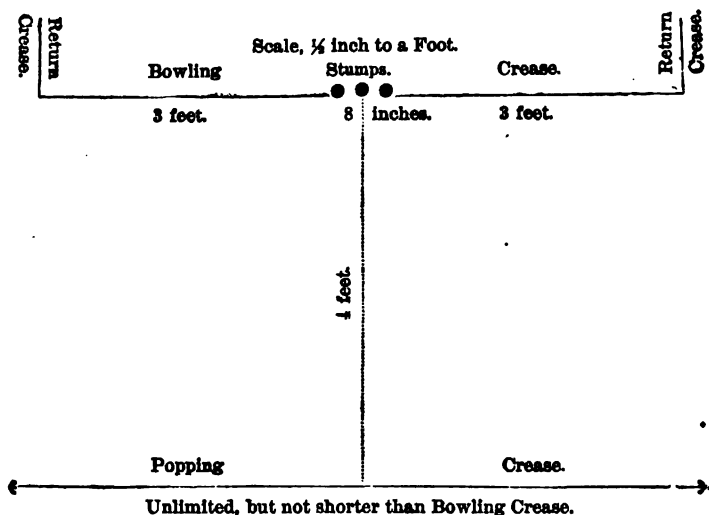 Return Crease.
Scale, ½ inch to a Foot.
Return Crease.
Bowling Stumps. Crease.
3 feet. 8 inches. 3 feet.
4 feet.
Popping Crease.
Unlimited, but not shorter than Bowling Crease.